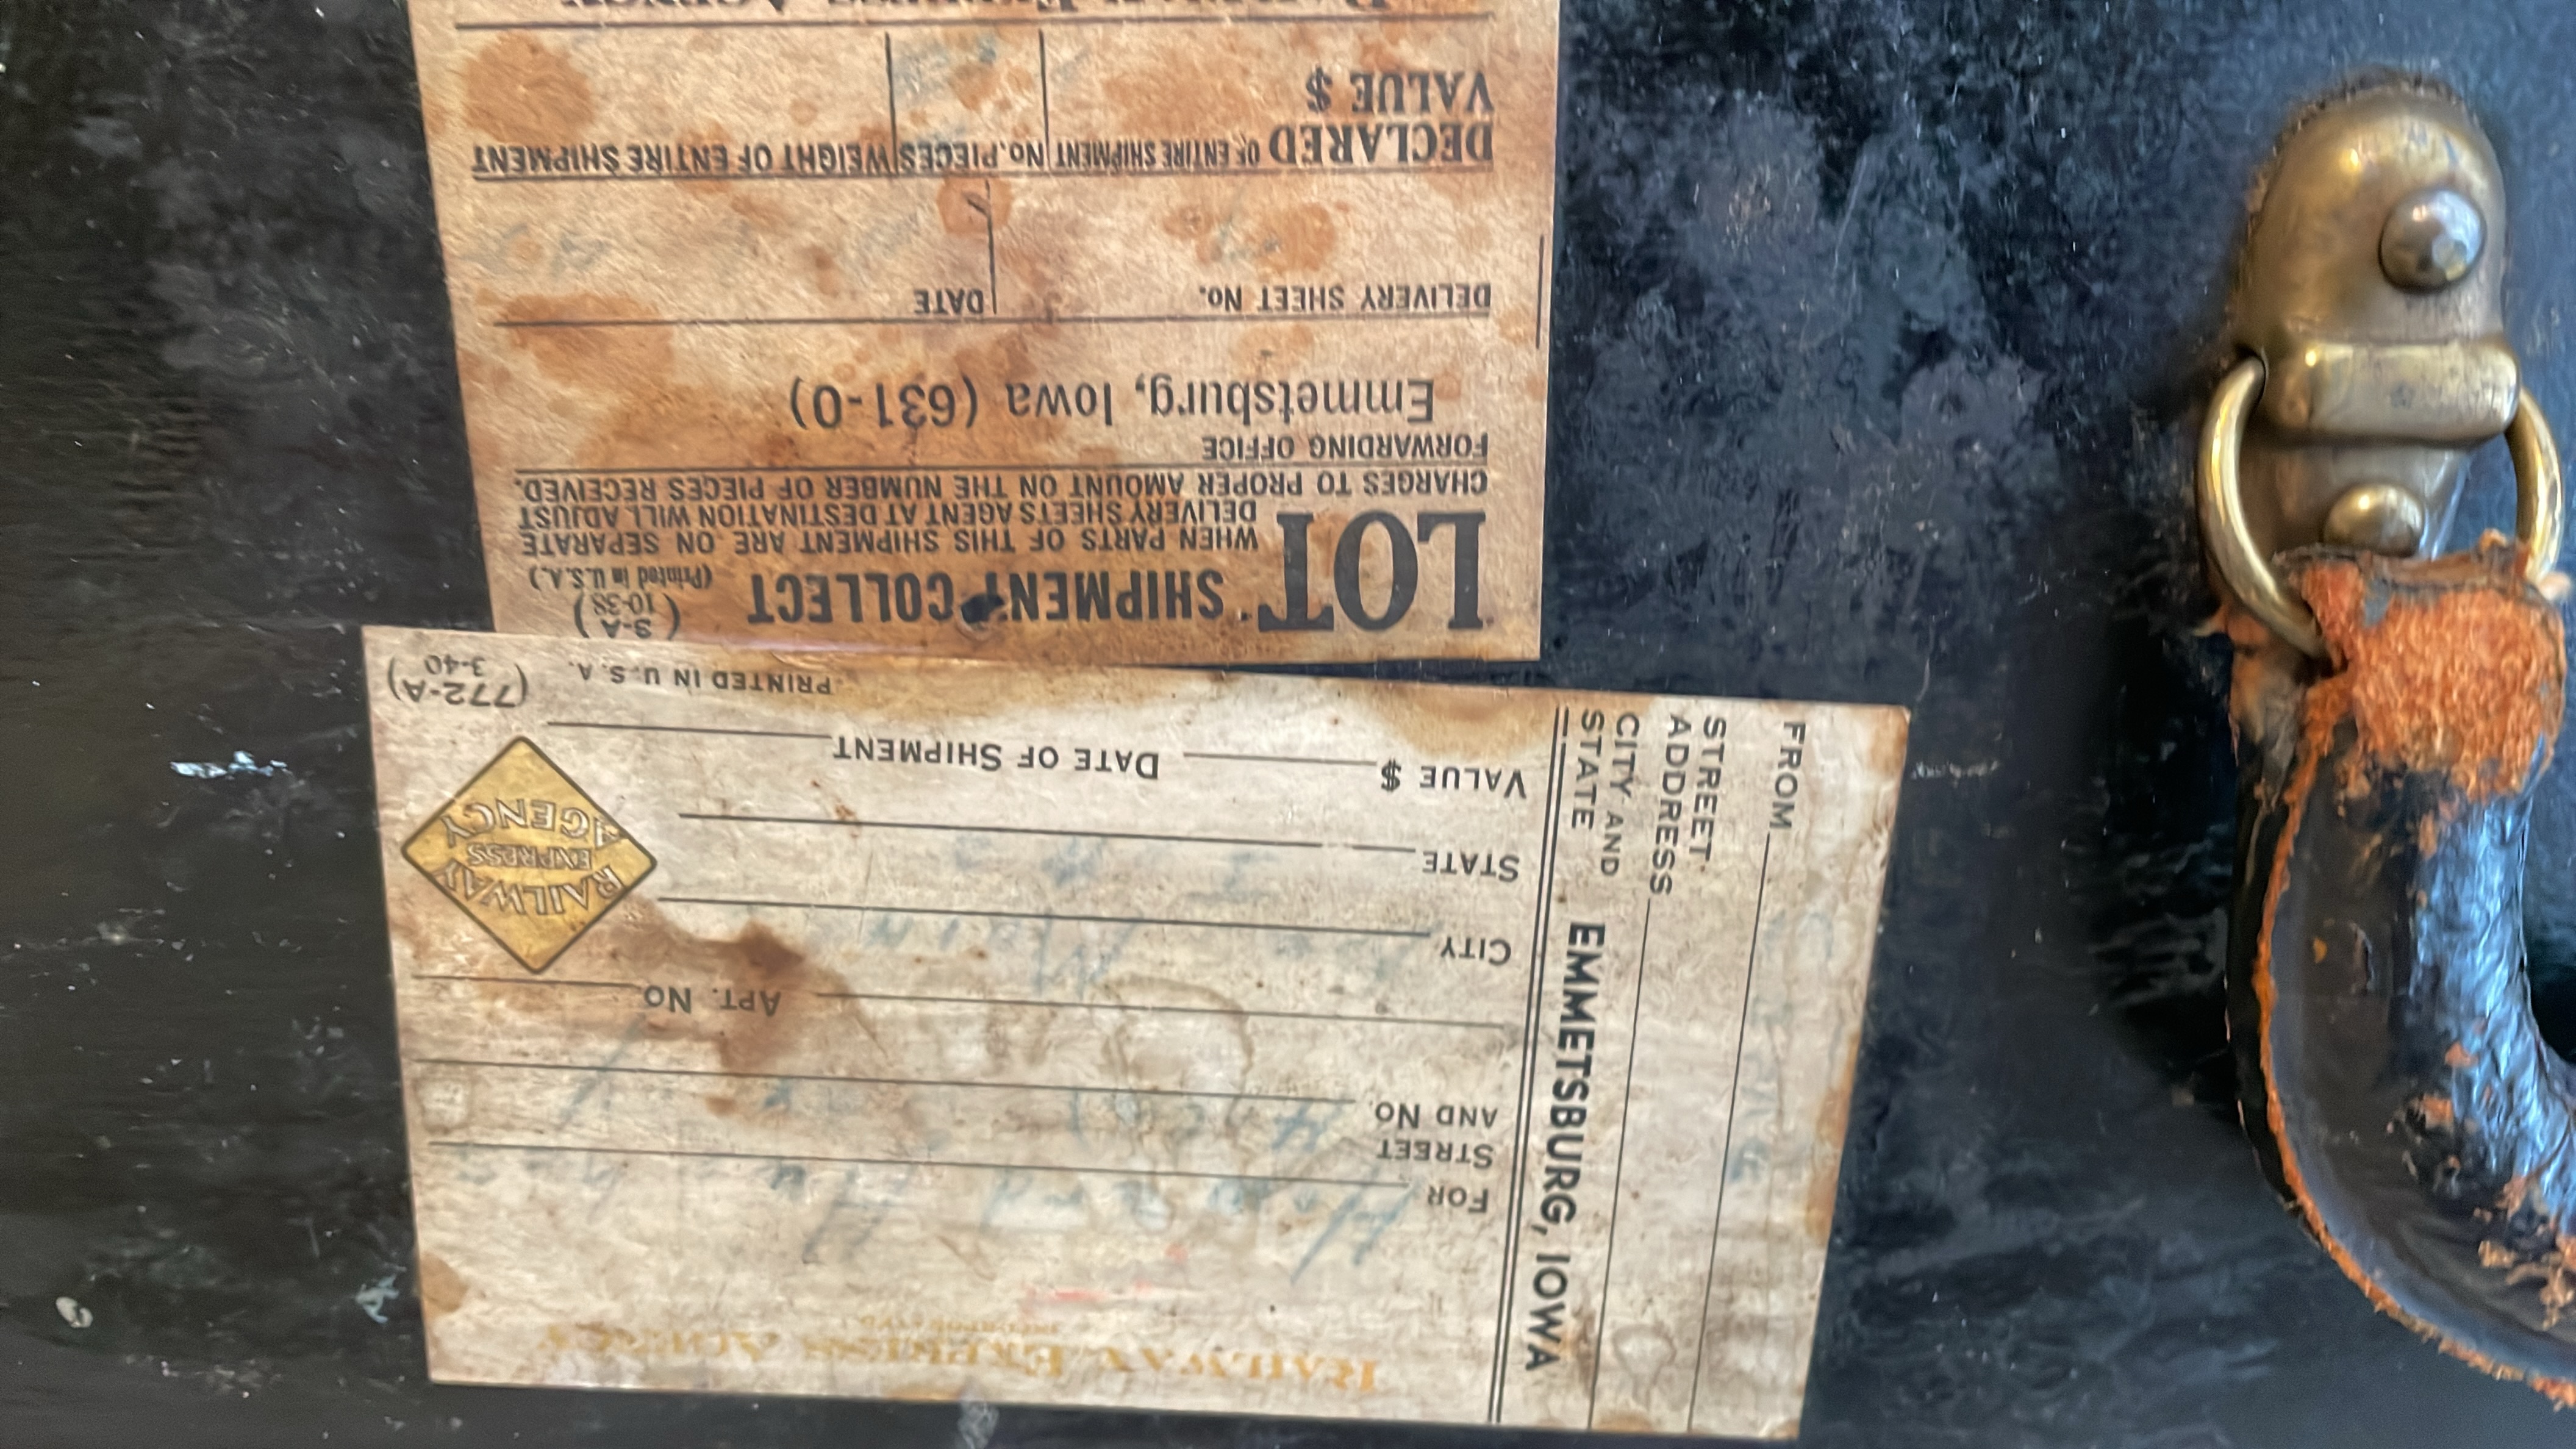 RAILWAY EXPRESS AGENCY
FOR
STREET
AND NO.
APT. NO
CITY
STATE
VALUE $ DATE OF SHIPMENT
RAILWAY
EXPRESS
AGENCY
PRINTED IN U.S.A.
(772-A)
3-40
FROM
STREET
ADDRESS
CITY AND
STATE
EMMETSBURG, IOWA
LOT SHIPMENT COLLECT
(9-A)
10-38
(Printed in U.S.A.)
WHEN PARTS OF THIS SHIPMENT ARE ON SEPARATE
DELIVERY SHEETS AGENT AT DESTINATION WILL ADJUST
CHARGES TO PROPER AMOUNT ON THE NUMBER OF PIECES RECEIVED.
FORWARDING OFFICE
Emmetsburg, Iowa (631-0)
DELIVERY SHEET No. DATE
DECLARED OF ENTIRE SHIPMENT No. PIECES WEIGHT OF ENTIRE SHIPMENT
VALUE $